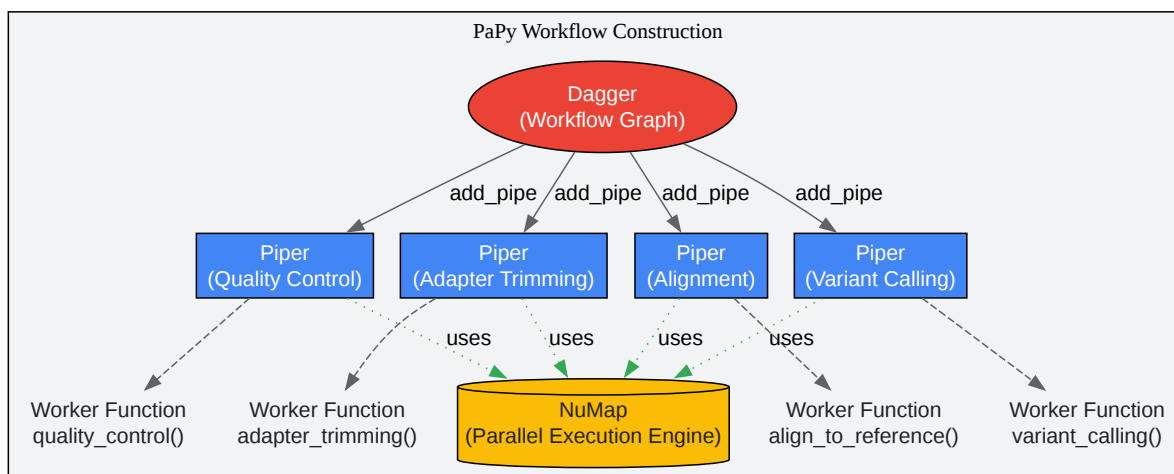 PaPy Workflow Construction
Dagger
(Workflow Graph)
add_pipe
add_pipe
add_pipe
add_pipe
Piper
(Quality Control)
Piper
(Adapter Trimming)
Piper
(Alignment)
Piper
(Variant Calling)
uses
uses
uses
uses
Worker Function
quality_control()
Worker Function
adapter_trimming()
NuMap
(Parallel Execution Engine)
Worker Function
align_to_reference()
Worker Function
variant_calling()